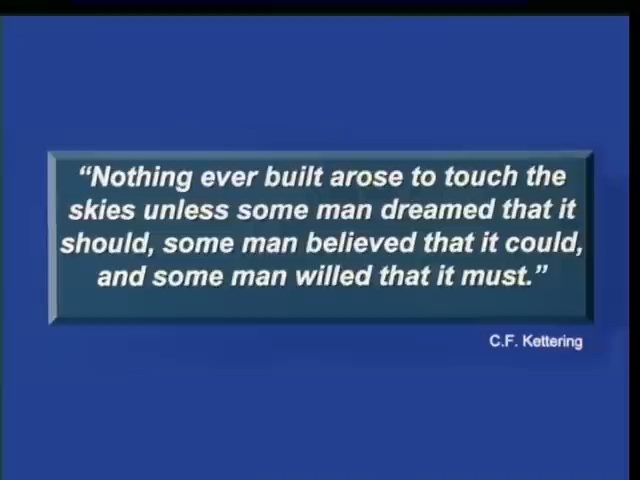 “Nothing ever built arose to touch the
skies unless some man dreamed that it
should, some man believed that it could,
and some man willed that it must.”
C.F. Kettering